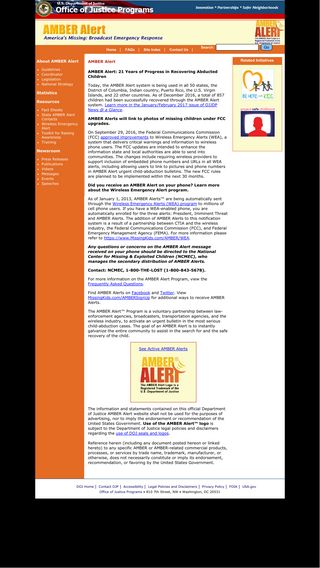 U.S. Department of Justice
Office of Justice Programs
Innovation • Partnerships • Safer Neighborhoods
AMBER Alert
America's Missing: Broadcast Emergency Response
AMBER ALERT
Home | FAQs | Site Index | Contact Us |
Search:
About AMBER Alert
Guidelines
Coordinator
Legislation
National Strategy
Statistics
Resources
Fact Sheets
State AMBER Alert
Contacts
Wireless Emergency
Alert
Toolkit for Raising
Awareness
Training
Newsroom
Press Releases
Publications
Videos
Messages
Events
Speeches
AMBER Alert
AMBER Alert: 21 Years of Progress in Recovering Abducted
Children
Today, the AMBER Alert system is being used in all 50 states, the
District of Columbia, Indian country, Puerto Rico, the U.S. Virgin
Islands, and 22 other countries. As of December 2016, a total of 857
children had been successfully recovered through the AMBER Alert
system. Learn more in the January/February 2017 issue of OJJDP
News @ a Glance.
AMBER Alerts will link to photos of missing children under FCC
upgrades.
On September 29, 2016, the Federal Communications Commission
(FCC) approved improvements to Wireless Emergency Alerts (WEA), a
system that delivers critical warnings and information to wireless
phone users. The FCC updates are intended to enhance the
information state and local authorities are able to send into
communities. The changes include requiring wireless providers to
support inclusion of embedded phone numbers and URLs in all WEA
alerts, including allowing users to link to pictures and phone numbers
in AMBER Alert urgent child-abduction bulletins. The new FCC rules
are planned to be implemented within the next 30 months.
Did you receive an AMBER Alert on your phone? Learn more
about the Wireless Emergency Alerts program.
As of January 1, 2013, AMBER Alerts™ are being automatically sent
through the Wireless Emergency Alerts (WEA) program to millions of
cell phone users. If you have a WEA-enabled phone, you are
automatically enrolled for the three alerts: President, Imminent Threat
and AMBER Alerts. The addition of AMBER Alerts to this notification
system is a result of a partnership between CTIA and the wireless
industry, the Federal Communications Commission (FCC), and Federal
Emergency Management Agency (FEMA). For more information please
refer to https://www.MissingKids.com/AMBER/WEA.
Any questions or concerns on the AMBER Alert message
received on your phone should be directed to the National Center
for Missing & Exploited Children (NCMEC), who
manages the secondary distribution of AMBER Alerts.
Contact: NCMEC, 1-800-THE-LOST (1-800-843-5678).
For more information on the AMBER Alert Program, view the
Frequently Asked Questions.
Find AMBER Alerts on Facebook and Twitter. View
MissingKids.com/AMBERSignUp for additional ways to receive AMBER
Alerts.
The AMBER Alert™ Program is a voluntary partnership between law-
enforcement agencies, broadcasters, transportation agencies, and the
wireless industry, to activate an urgent bulletin in the most serious
child-abduction cases. The goal of an AMBER Alert is to instantly
galvanize the entire community to assist in the search for and the safe
recovery of the child.
See Active AMBER Alerts
AMBER
ALERT
The AMBER Alert Logo is a
Registered Trademark of the
U.S. Department of Justice
The information and statements contained on this official Department
of Justice AMBER Alert website shall not be used for the purposes of
advertising, nor to imply the endorsement or recommendation of the
United States Government. Use of the AMBER Alert™ logo is
subject to the Department of Justice legal policies and disclaimers
regarding the use of DOJ seals and logos.
Reference herein (including any document posted herein or linked
hereto) to any specific AMBER or AMBER-related commercial products,
processes, or services by trade name, trademark, manufacturer, or
otherwise, does not necessarily constitute or imply its endorsement,
recommendation, or favoring by the United States Government.
Related Initiatives
DOJ Home | Contact OJP | Accessibility | Legal Policies and Disclaimers | Privacy Policy | FOIA | USA.gov
Office of Justice Programs • 810 7th Street, NW • Washington, DC 20531